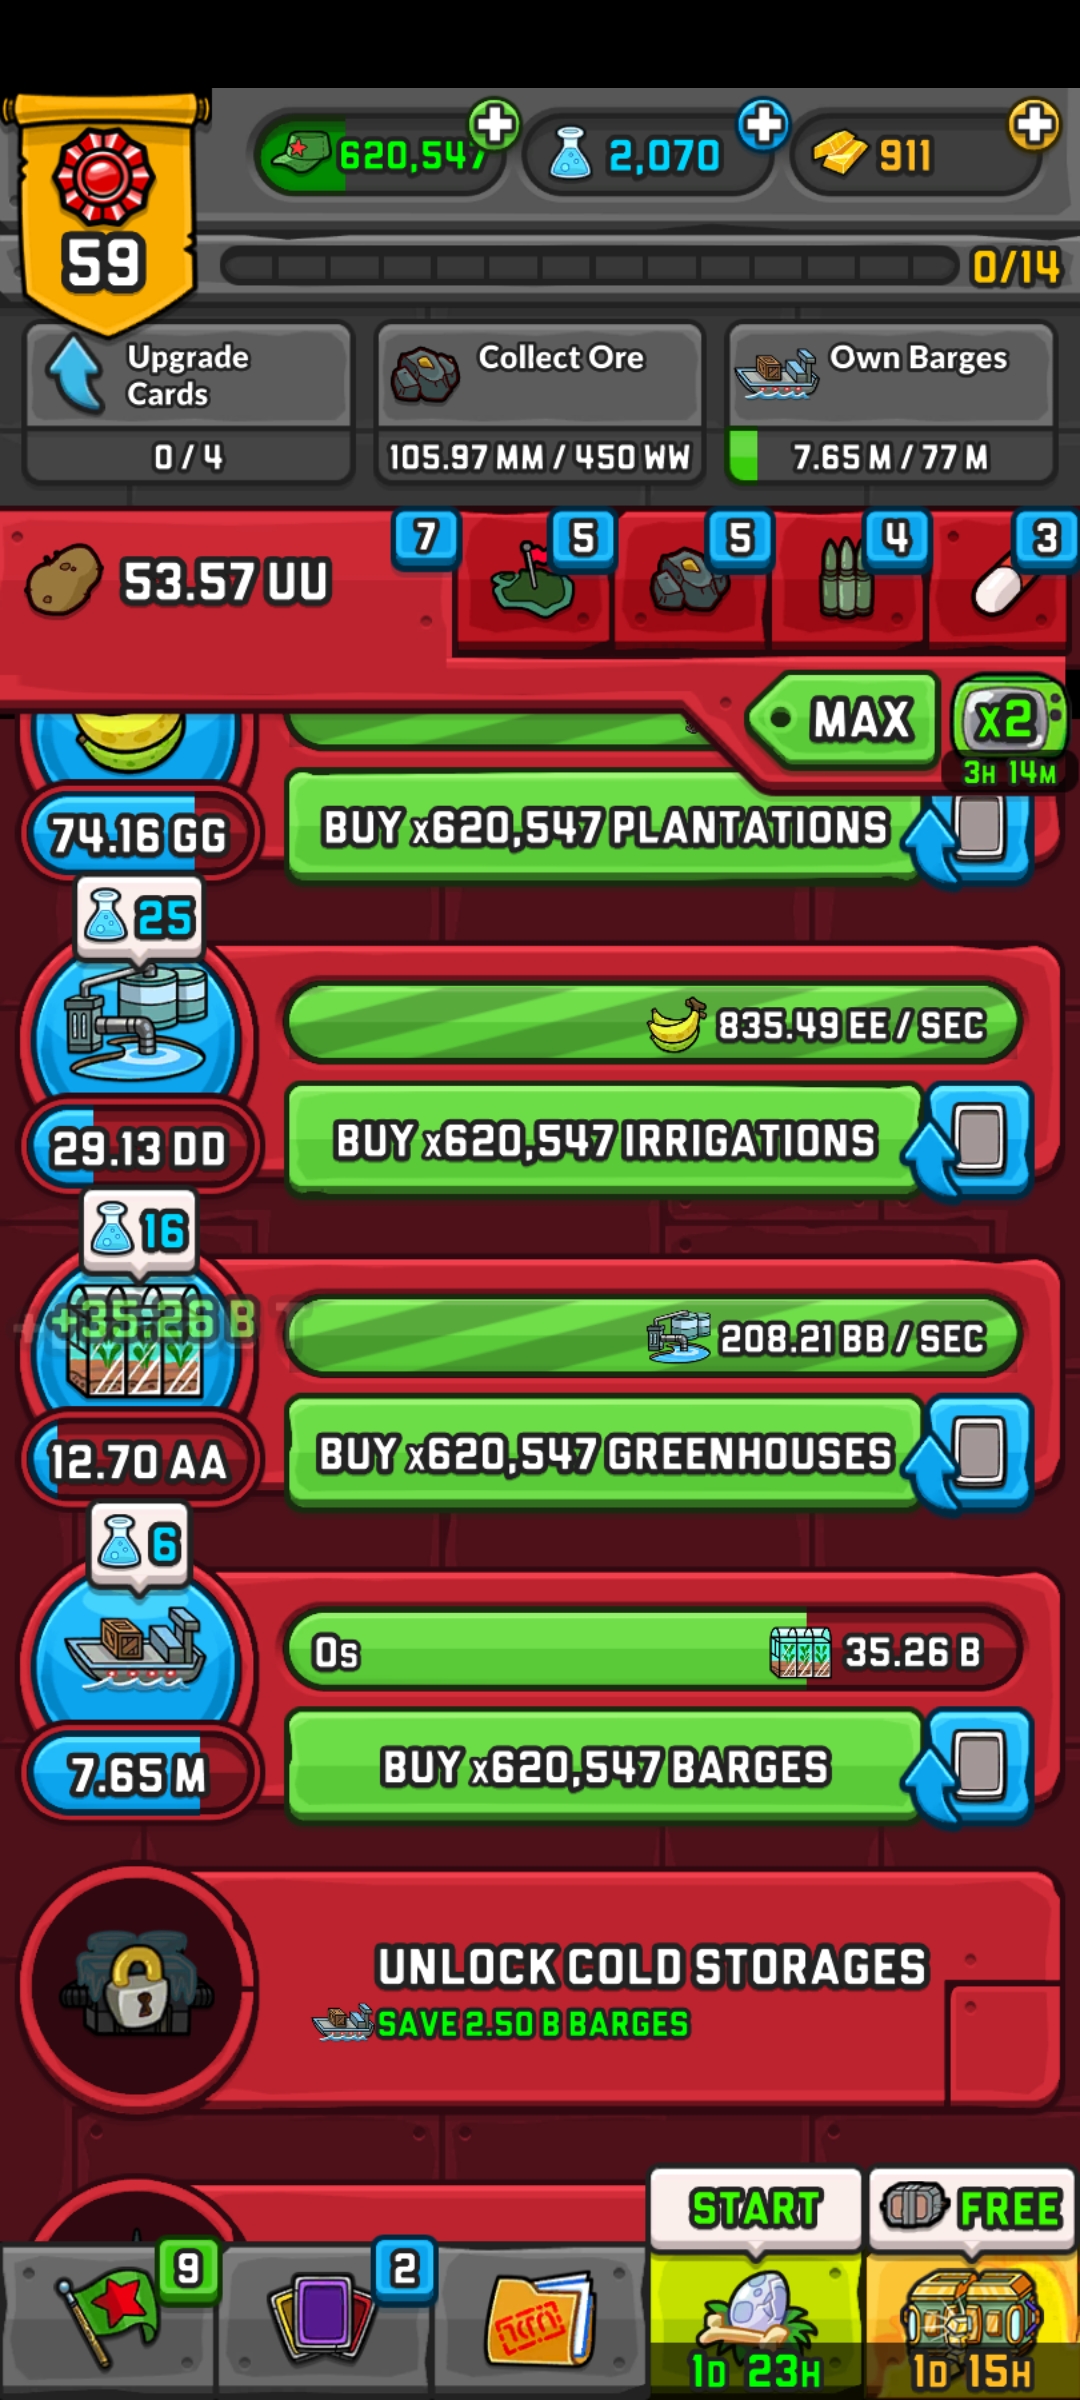 59
620,547
2,070
911
0/14
Upgrade Cards
0 / 4
Collect Ore
105.97 MM / 450 WW
Own Barges
7.65 M / 77 M
53.57 UU
7
5
5
4
3
MAX
x2
3H 14M
74.16 GG
BUY x620,547 PLANTATIONS
25
835.49 EE / SEC
29.13 DD
BUY x620,547 IRRIGATIONS
16
+35.26 B
208.21 BB / SEC
12.70 AA
BUY x620,547 GREENHOUSES
6
0s
35.26 B
7.65 M
BUY x620,547 BARGES
UNLOCK COLD STORAGES
SAVE 2.50 B BARGES
START
FREE
9
2
1D 23H
1D 15H